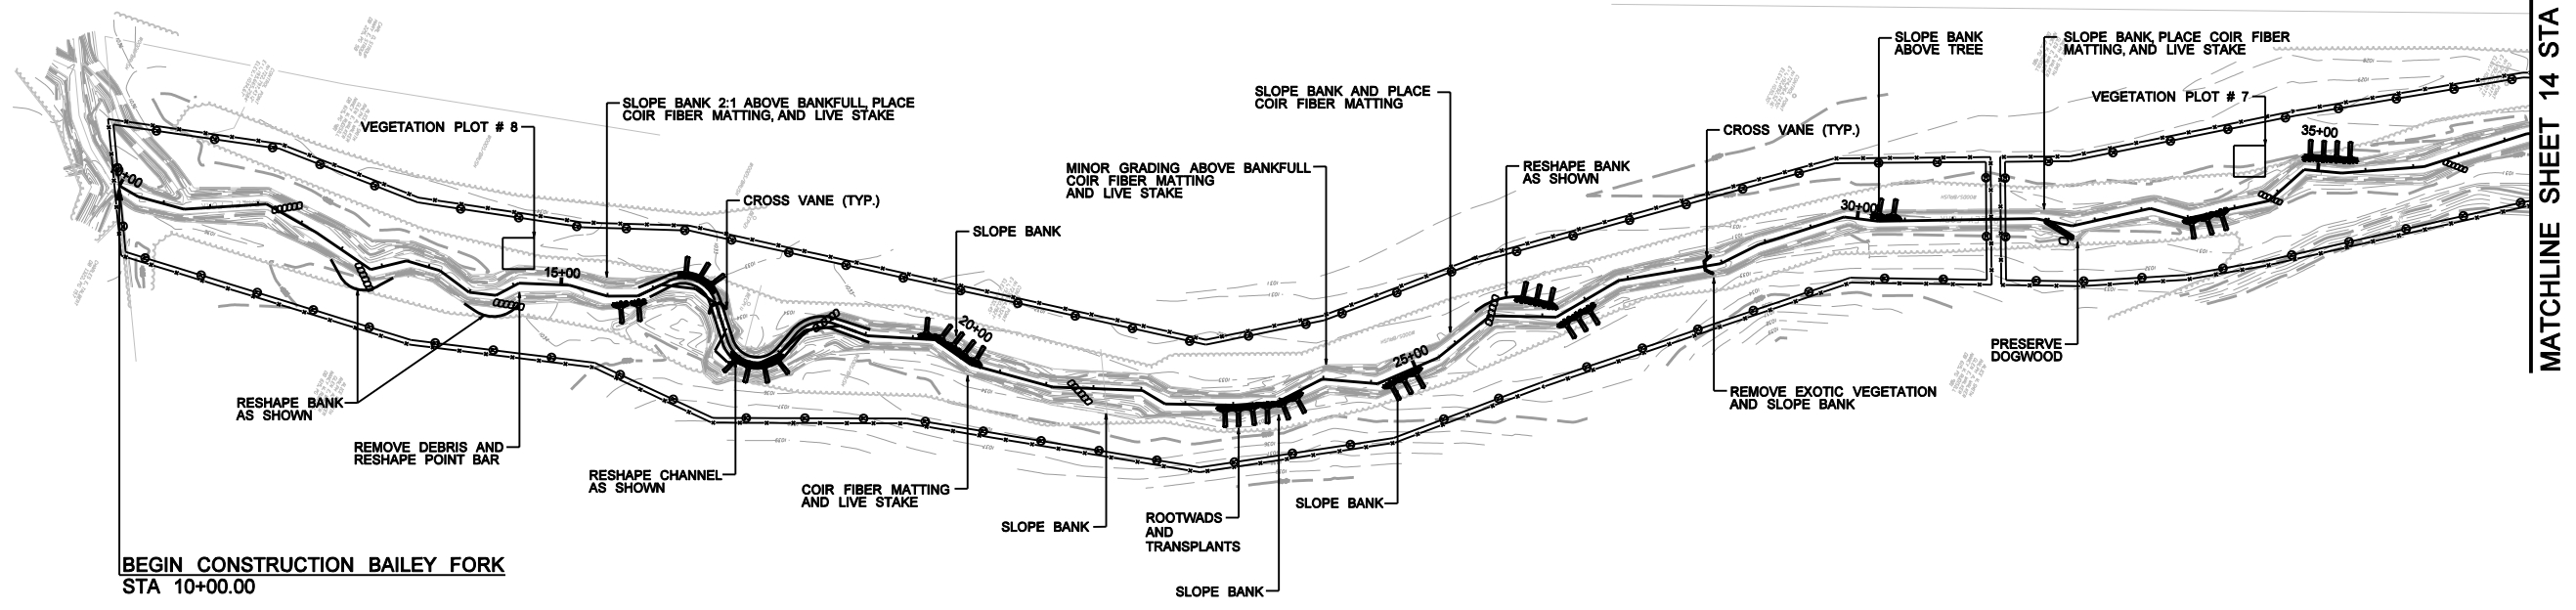 MATCHLINE SHEET 14 STA
SLOPE BANK
ABOVE TREE
SLOPE BANK, PLACE COIR FIBER
MATTING, AND LIVE STAKE
SLOPE BANK AND PLACE
COIR FIBER MATTING
VEGETATION PLOT # 7
SLOPE BANK 2:1 ABOVE BANKFULL, PLACE
COIR FIBER MATTING, AND LIVE STAKE
VEGETATION PLOT # 8
CROSS VANE (TYP.)
35+00
MINOR GRADING ABOVE BANKFULL
COIR FIBER MATTING
AND LIVE STAKE
RESHAPE BANK
AS SHOWN
CROSS VANE (TYP.)
30+00
SLOPE BANK
15+00
20+00
25+00
PRESERVE
DOGWOOD
REMOVE EXOTIC VEGETATION
AND SLOPE BANK
RESHAPE BANK
AS SHOWN
REMOVE DEBRIS AND
RESHAPE POINT BAR
RESHAPE CHANNEL
AS SHOWN
COIR FIBER MATTING
AND LIVE STAKE
SLOPE BANK
ROOTWADS
AND
TRANSPLANTS
SLOPE BANK
SLOPE BANK
BEGIN CONSTRUCTION BAILEY FORK
STA 10+00.00